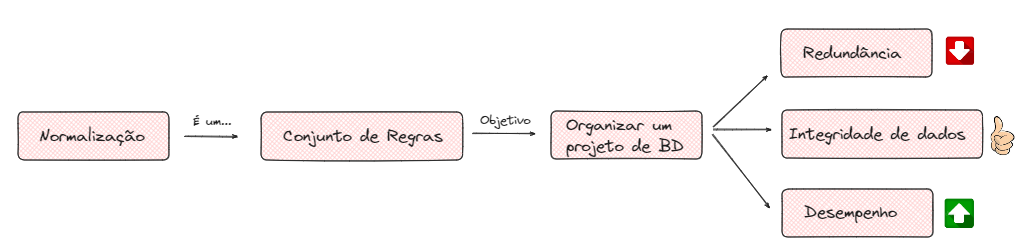 Normalização
É um...
Conjunto de Regras
Objetivo
Organizar um
projeto de BD
Redundância
Integridade de dados
Desempenho